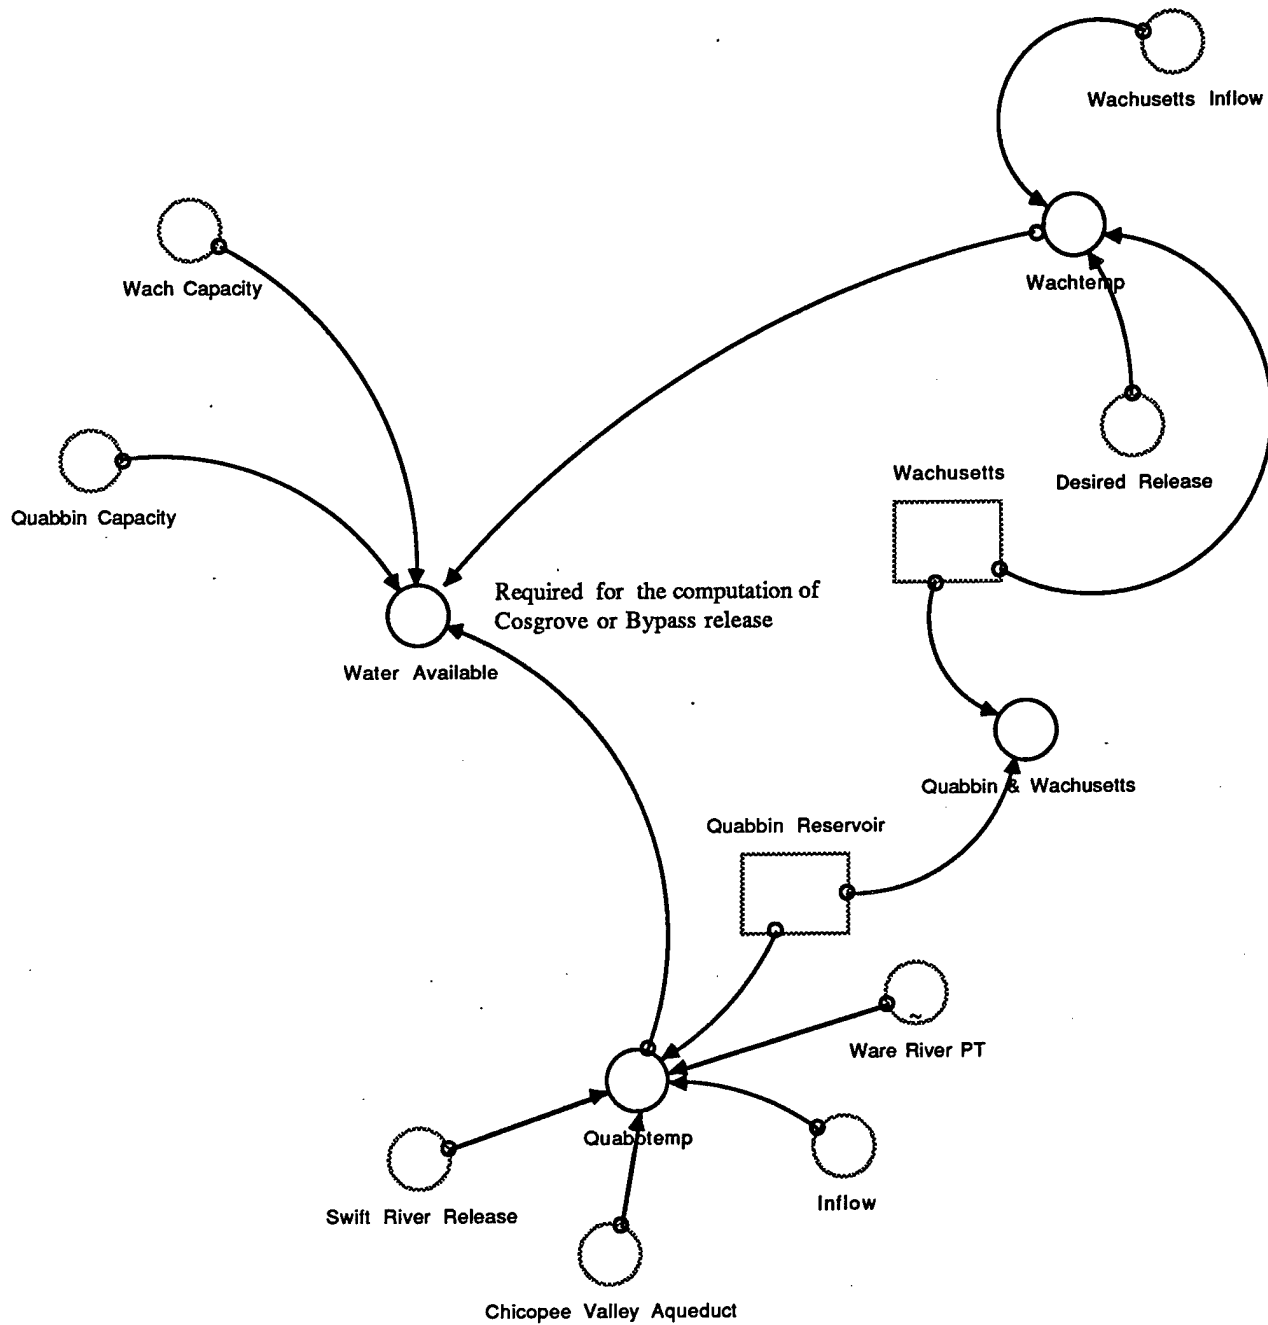 Wachusetts Inflow
Wach Capacity
Wachtemp
Wachusetts
Desired Release
Quabbin Capacity
Required for the computation of
Cosgrove or Bypass release
Water Available
Quabbin & Wachusetts
Quabbin Reservoir
~
Ware River PT
Quabbtemp
Inflow
Swift River Release
Chicopee Valley Aqueduct